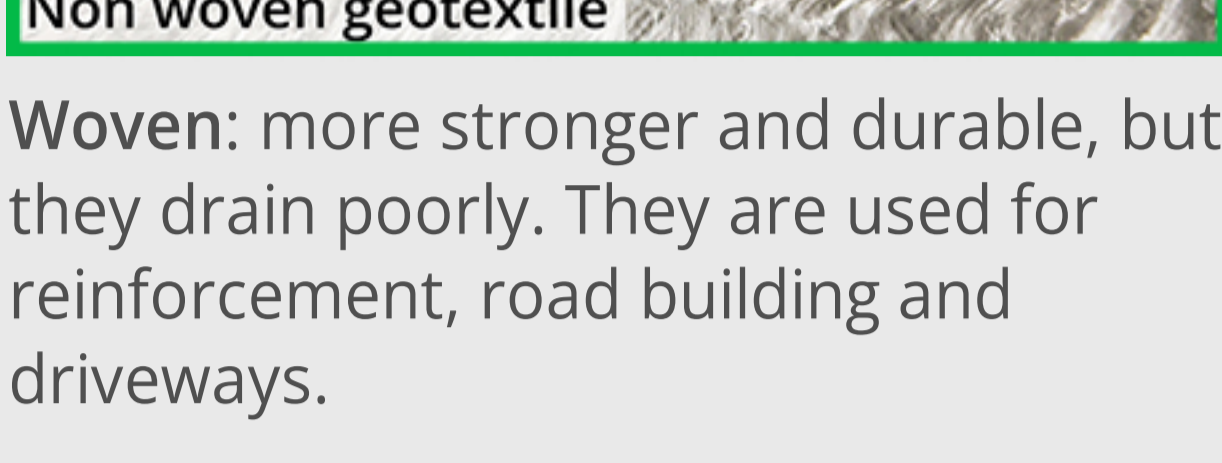 Non woven geotextile
Woven: more stronger and durable, but
they drain poorly. They are used for
reinforcement, road building and
driveways.